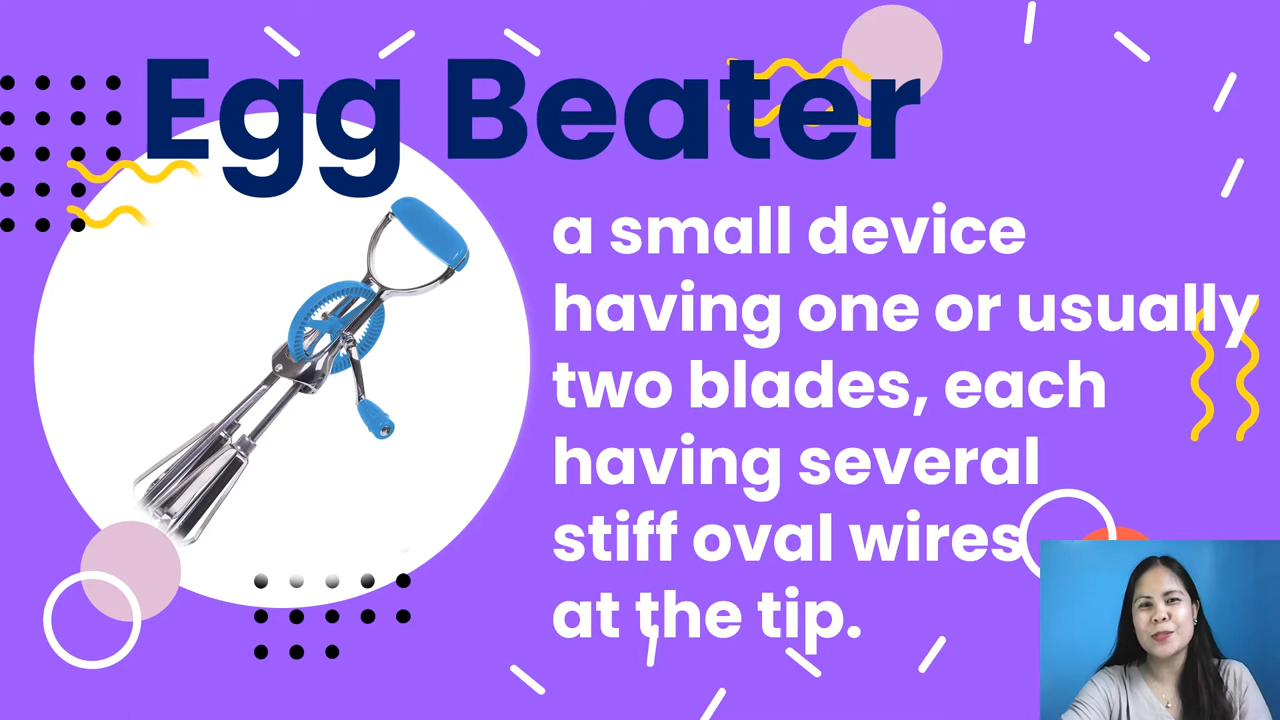 Egg Beater
a small device
having one or usually
two blades, each
having several
stiff oval wires
at the tip.